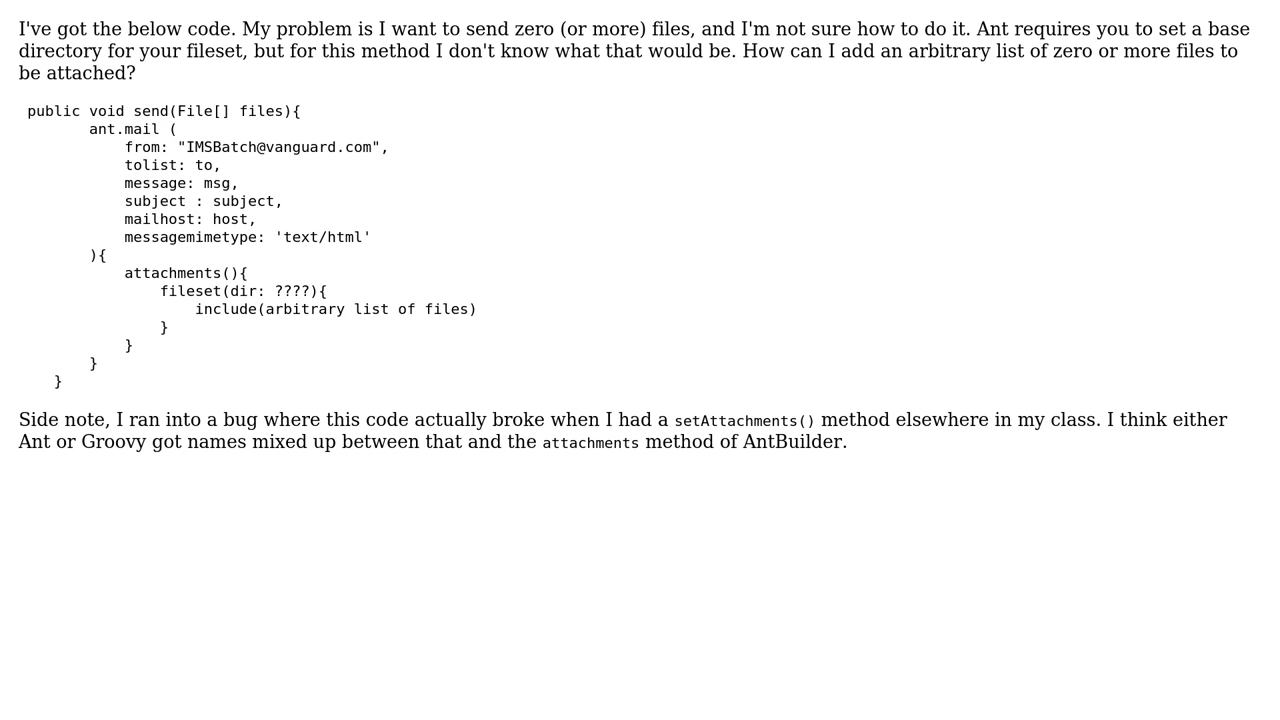 I've got the below code. My problem is I want to send zero (or more) files, and I'm not sure how to do it. Ant requires you to set a base
directory for your fileset, but for this method I don't know what that would be. How can I add an arbitrary list of zero or more files to
be attached?
public void send(File[] files){
ant.mail (
from: "IMSBatch@vanguard.com",
tolist: to,
message: msg,
subject : subject,
mailhost: host,
messagemimetype: 'text/html'
){
attachments(){
fileset(dir: ????){
include(arbitrary list of files)
}
}
}
}
Side note, I ran into a bug where this code actually broke when I had a setAttachments() method elsewhere in my class. I think either
Ant or Groovy got names mixed up between that and the attachments method of AntBuilder.